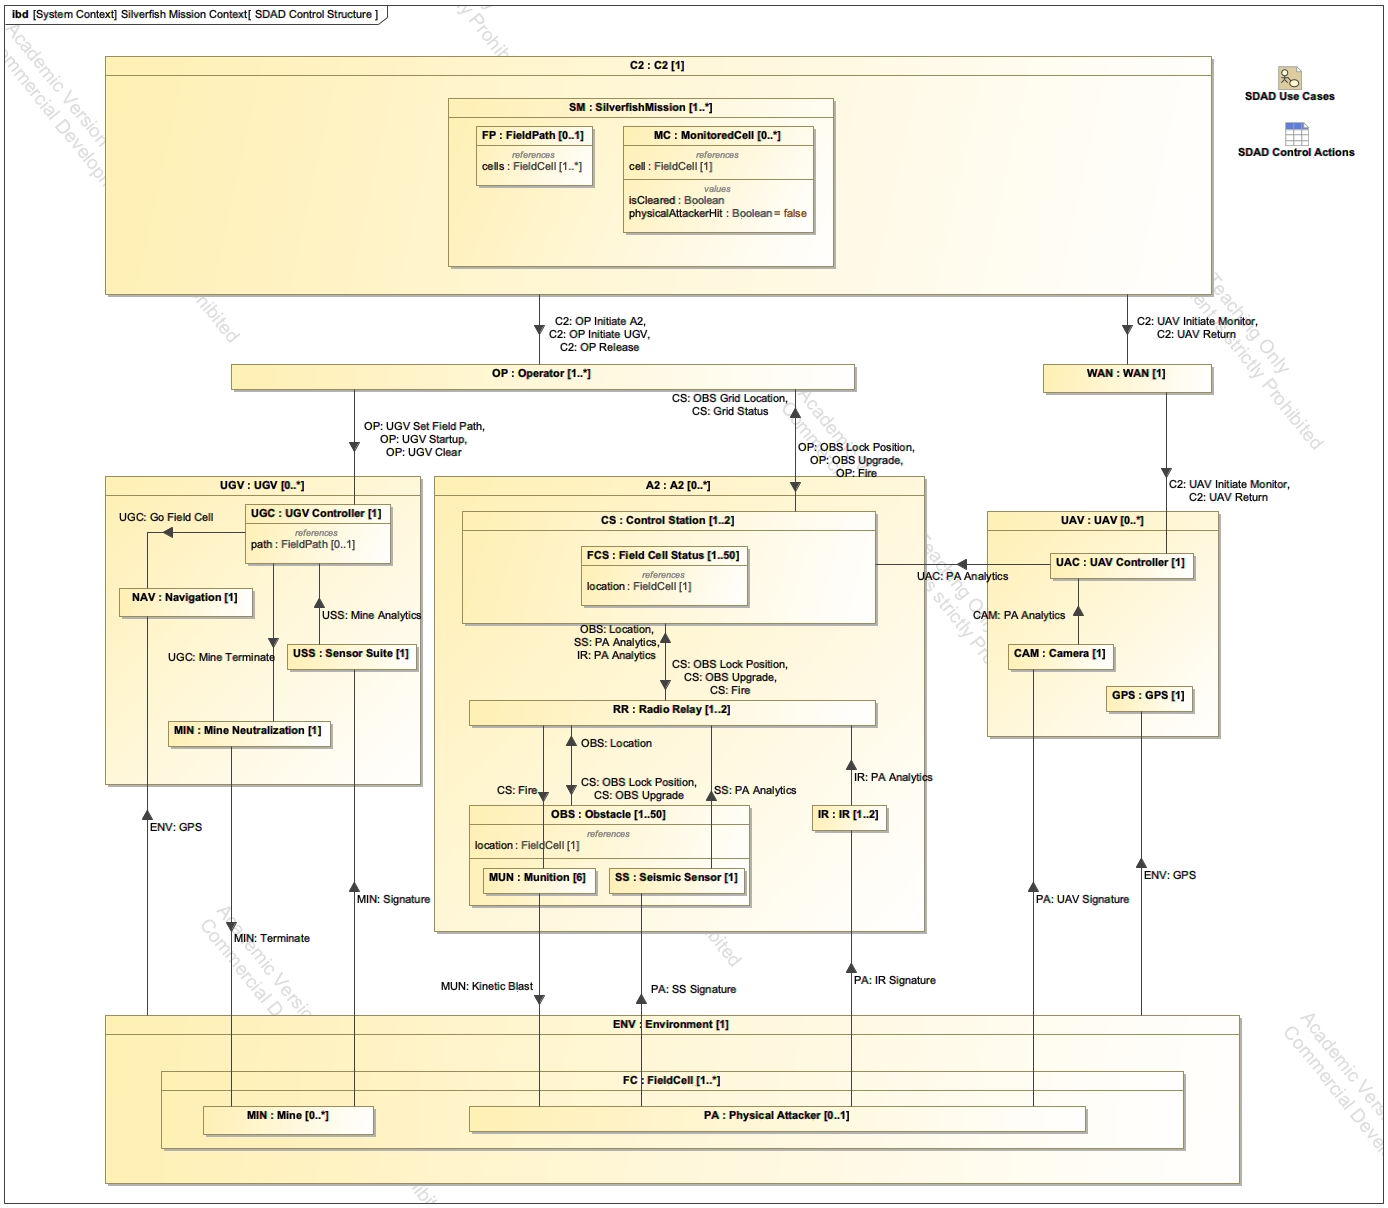 ibd [System Context] Silverfish Mission Context[ SDAD Control Structure ]
C2 : C2 [1]
SM : SilverfishMission [1..*]
FP : FieldPath [0..1]
references
cells : FieldCell [1..*]
MC : MonitoredCell [0..*]
references
cell : FieldCell [1]
values
isCleared : Boolean
physicalAttackerHit : Boolean = false
SDAD Use Cases
SDAD Control Actions
C2: OP Initiate A2,
C2: OP Initiate UGV,
C2: OP Release
C2: UAV Initiate Monitor,
C2: UAV Return
OP : Operator [1..*]
WAN : WAN [1]
OP: UGV Set Field Path,
OP: UGV Startup,
OP: UGV Clear
CS: OBS Grid Location,
CS: Grid Status
OP: OBS Lock Position,
OP: OBS Upgrade,
OP: Fire
C2: UAV Initiate Monitor,
C2: UAV Return
UGV : UGV [0..*]
UGC : UGV Controller [1]
references
path : FieldPath [0..1]
UGC: Go Field Cell
NAV : Navigation [1]
USS: Mine Analytics
UGC: Mine Terminate
USS : Sensor Suite [1]
MIN : Mine Neutralization [1]
A2 : A2 [0..*]
CS : Control Station [1..2]
FCS : Field Cell Status [1..50]
references
location : FieldCell [1]
OBS: Location,
SS: PA Analytics,
IR: PA Analytics
CS: OBS Lock Position,
CS: OBS Upgrade,
CS: Fire
RR : Radio Relay [1..2]
OBS: Location
CS: Fire
CS: OBS Lock Position,
CS: OBS Upgrade
SS: PA Analytics
IR: PA Analytics
OBS : Obstacle [1..50]
references
location : FieldCell [1]
MUN : Munition [6]
SS : Seismic Sensor [1]
IR : IR [1..2]
UAV : UAV [0..*]
UAC : UAV Controller [1]
UAC: PA Analytics
CAM: PA Analytics
CAM : Camera [1]
GPS : GPS [1]
ENV: GPS
MIN: Signature
MIN: Terminate
MUN: Kinetic Blast
PA: SS Signature
PA: IR Signature
PA: UAV Signature
ENV: GPS
ENV : Environment [1]
FC : FieldCell [1..*]
MIN : Mine [0..*]
PA : Physical Attacker [0..1]